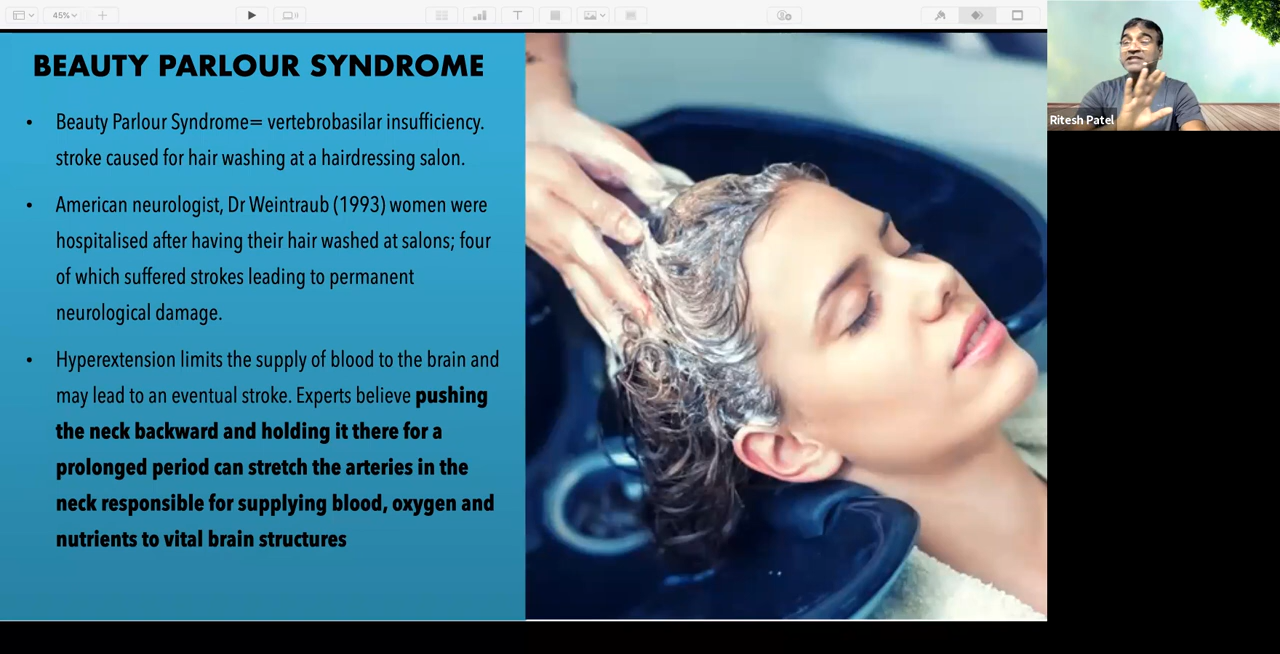 45%
BEAUTY PARLOUR SYNDROME
• Beauty Parlour Syndrome= vertebrobasilar insufficiency.
stroke caused for hair washing at a hairdressing salon.
• American neurologist, Dr Weintraub (1993) women were
hospitalised after having their hair washed at salons; four
of which suffered strokes leading to permanent
neurological damage.
• Hyperextension limits the supply of blood to the brain and
may lead to an eventual stroke. Experts believe pushing
the neck backward and holding it there for a
prolonged period can stretch the arteries in the
neck responsible for supplying blood, oxygen and
nutrients to vital brain structures
Ritesh Patel